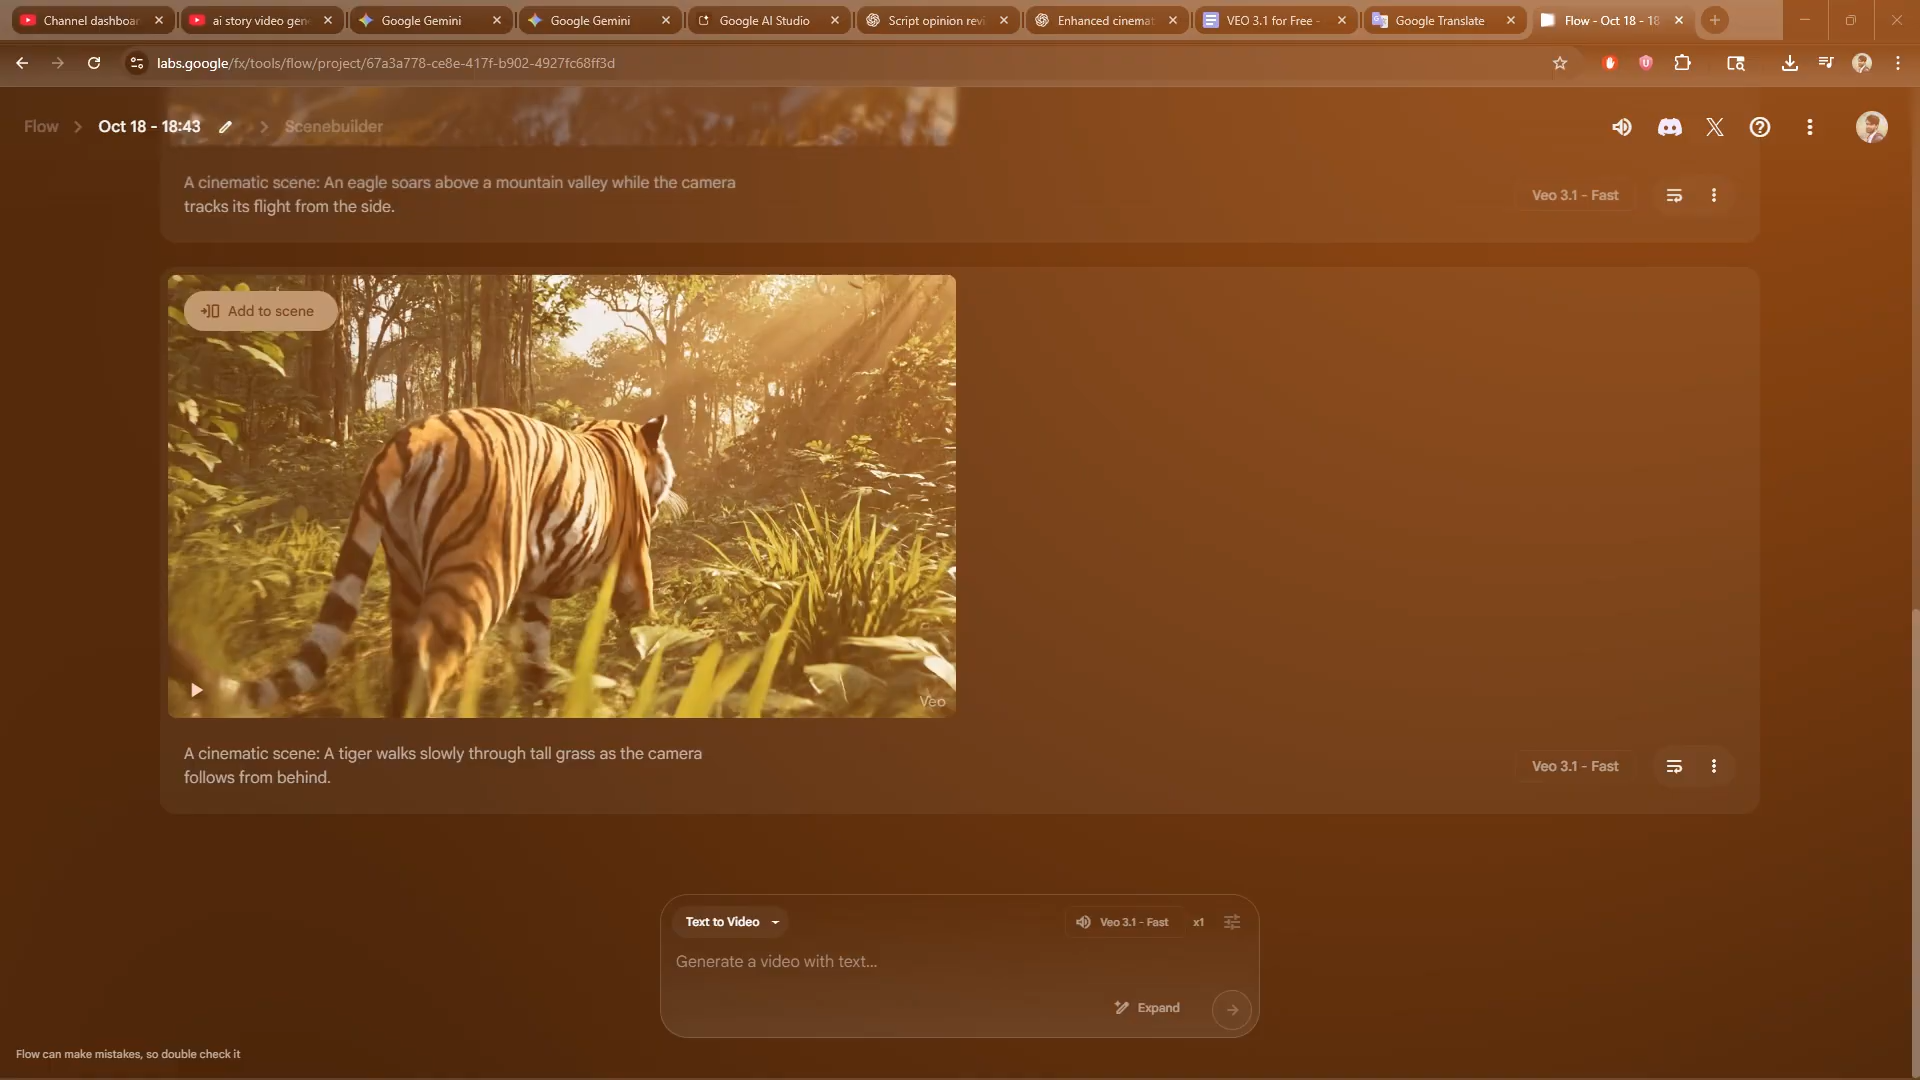 Channel dashboar
ai story video gen
Google Gemini
Google Gemini
Google AI Studio
Script opinion revi
Enhanced cinemat
VEO 3.1 for Free -
Google Translate
Flow - Oct 18 - 18
labs.google/fx/tools/flow/project/67a3a778-ce8e-417f-b902-4927fc68ff3d
Flow
Oct 18 - 18:43
Scenebuilder
A cinematic scene: An eagle soars above a mountain valley while the camera
tracks its flight from the side.
Veo 3.1 - Fast
Add to scene
Veo
A cinematic scene: A tiger walks slowly through tall grass as the camera
follows from behind.
Veo 3.1 - Fast
Text to Video
Veo 3.1 - Fast
x1
Generate a video with text...
Expand
Flow can make mistakes, so double check it